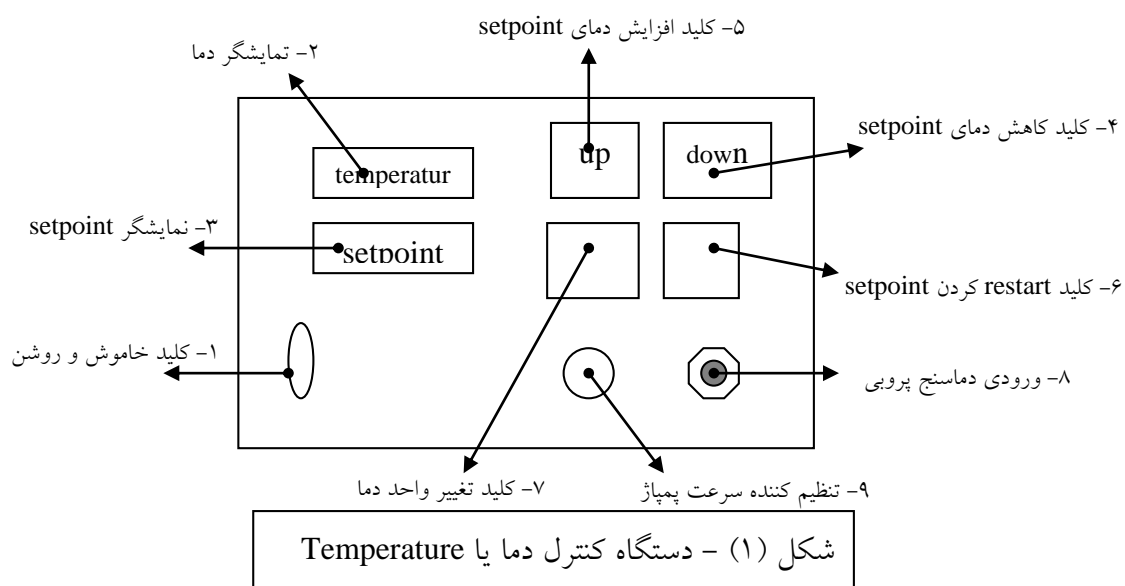 ۵- کلید افزایش دمای setpoint
۲- تمایشگر دما
۴- کلید کاهش دمای setpoint
up
down
temperatur
۳- نمایشگر setpoint
setpoint
۶- کلید restart کردن setpoint
۱- کلید خاموش و روشن
۸- ورودی دماسنج پروبی
۷- کلید تغییر واحد دما
۹- تنظیم کننده سرعت پمپاژ
شکل (۱) - دستگاه کنترل دما یا Temperature